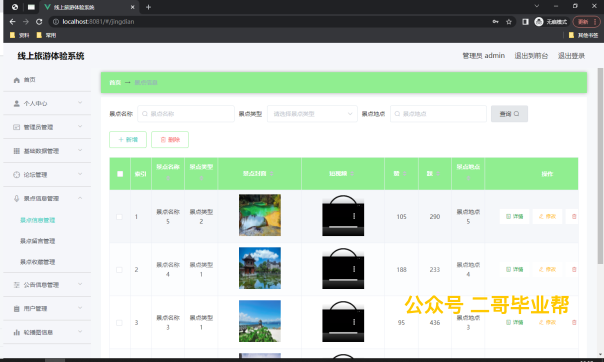 线上旅游体验系统
localhost:8081/#/jingdian
无痕模式
更新
资料
常用
其他书签
线上旅游体验系统
管理员 admin
退出到前台
退出登录
首页
首页
景点信息
个人中心
管理员管理
基础数据管理
论坛管理
景点信息管理
景点信息管理
景点留言管理
景点收藏管理
公告信息管理
用户管理
轮播图信息
景点名称
景点名称
景点类型
请选择景点类型
景点地点
景点地点
查询
新增
删除
索引
景点名称
景点类型
景点封面
短视频
赞
踩
景点地点
操作
1
景点名称5
景点类型2
105
290
景点地点5
详情
修改
2
景点名称4
景点类型1
188
233
景点地点4
详情
修改
3
景点名称3
景点类型1
95
436
景点地点3
详情
修改
公众号 二哥毕业帮